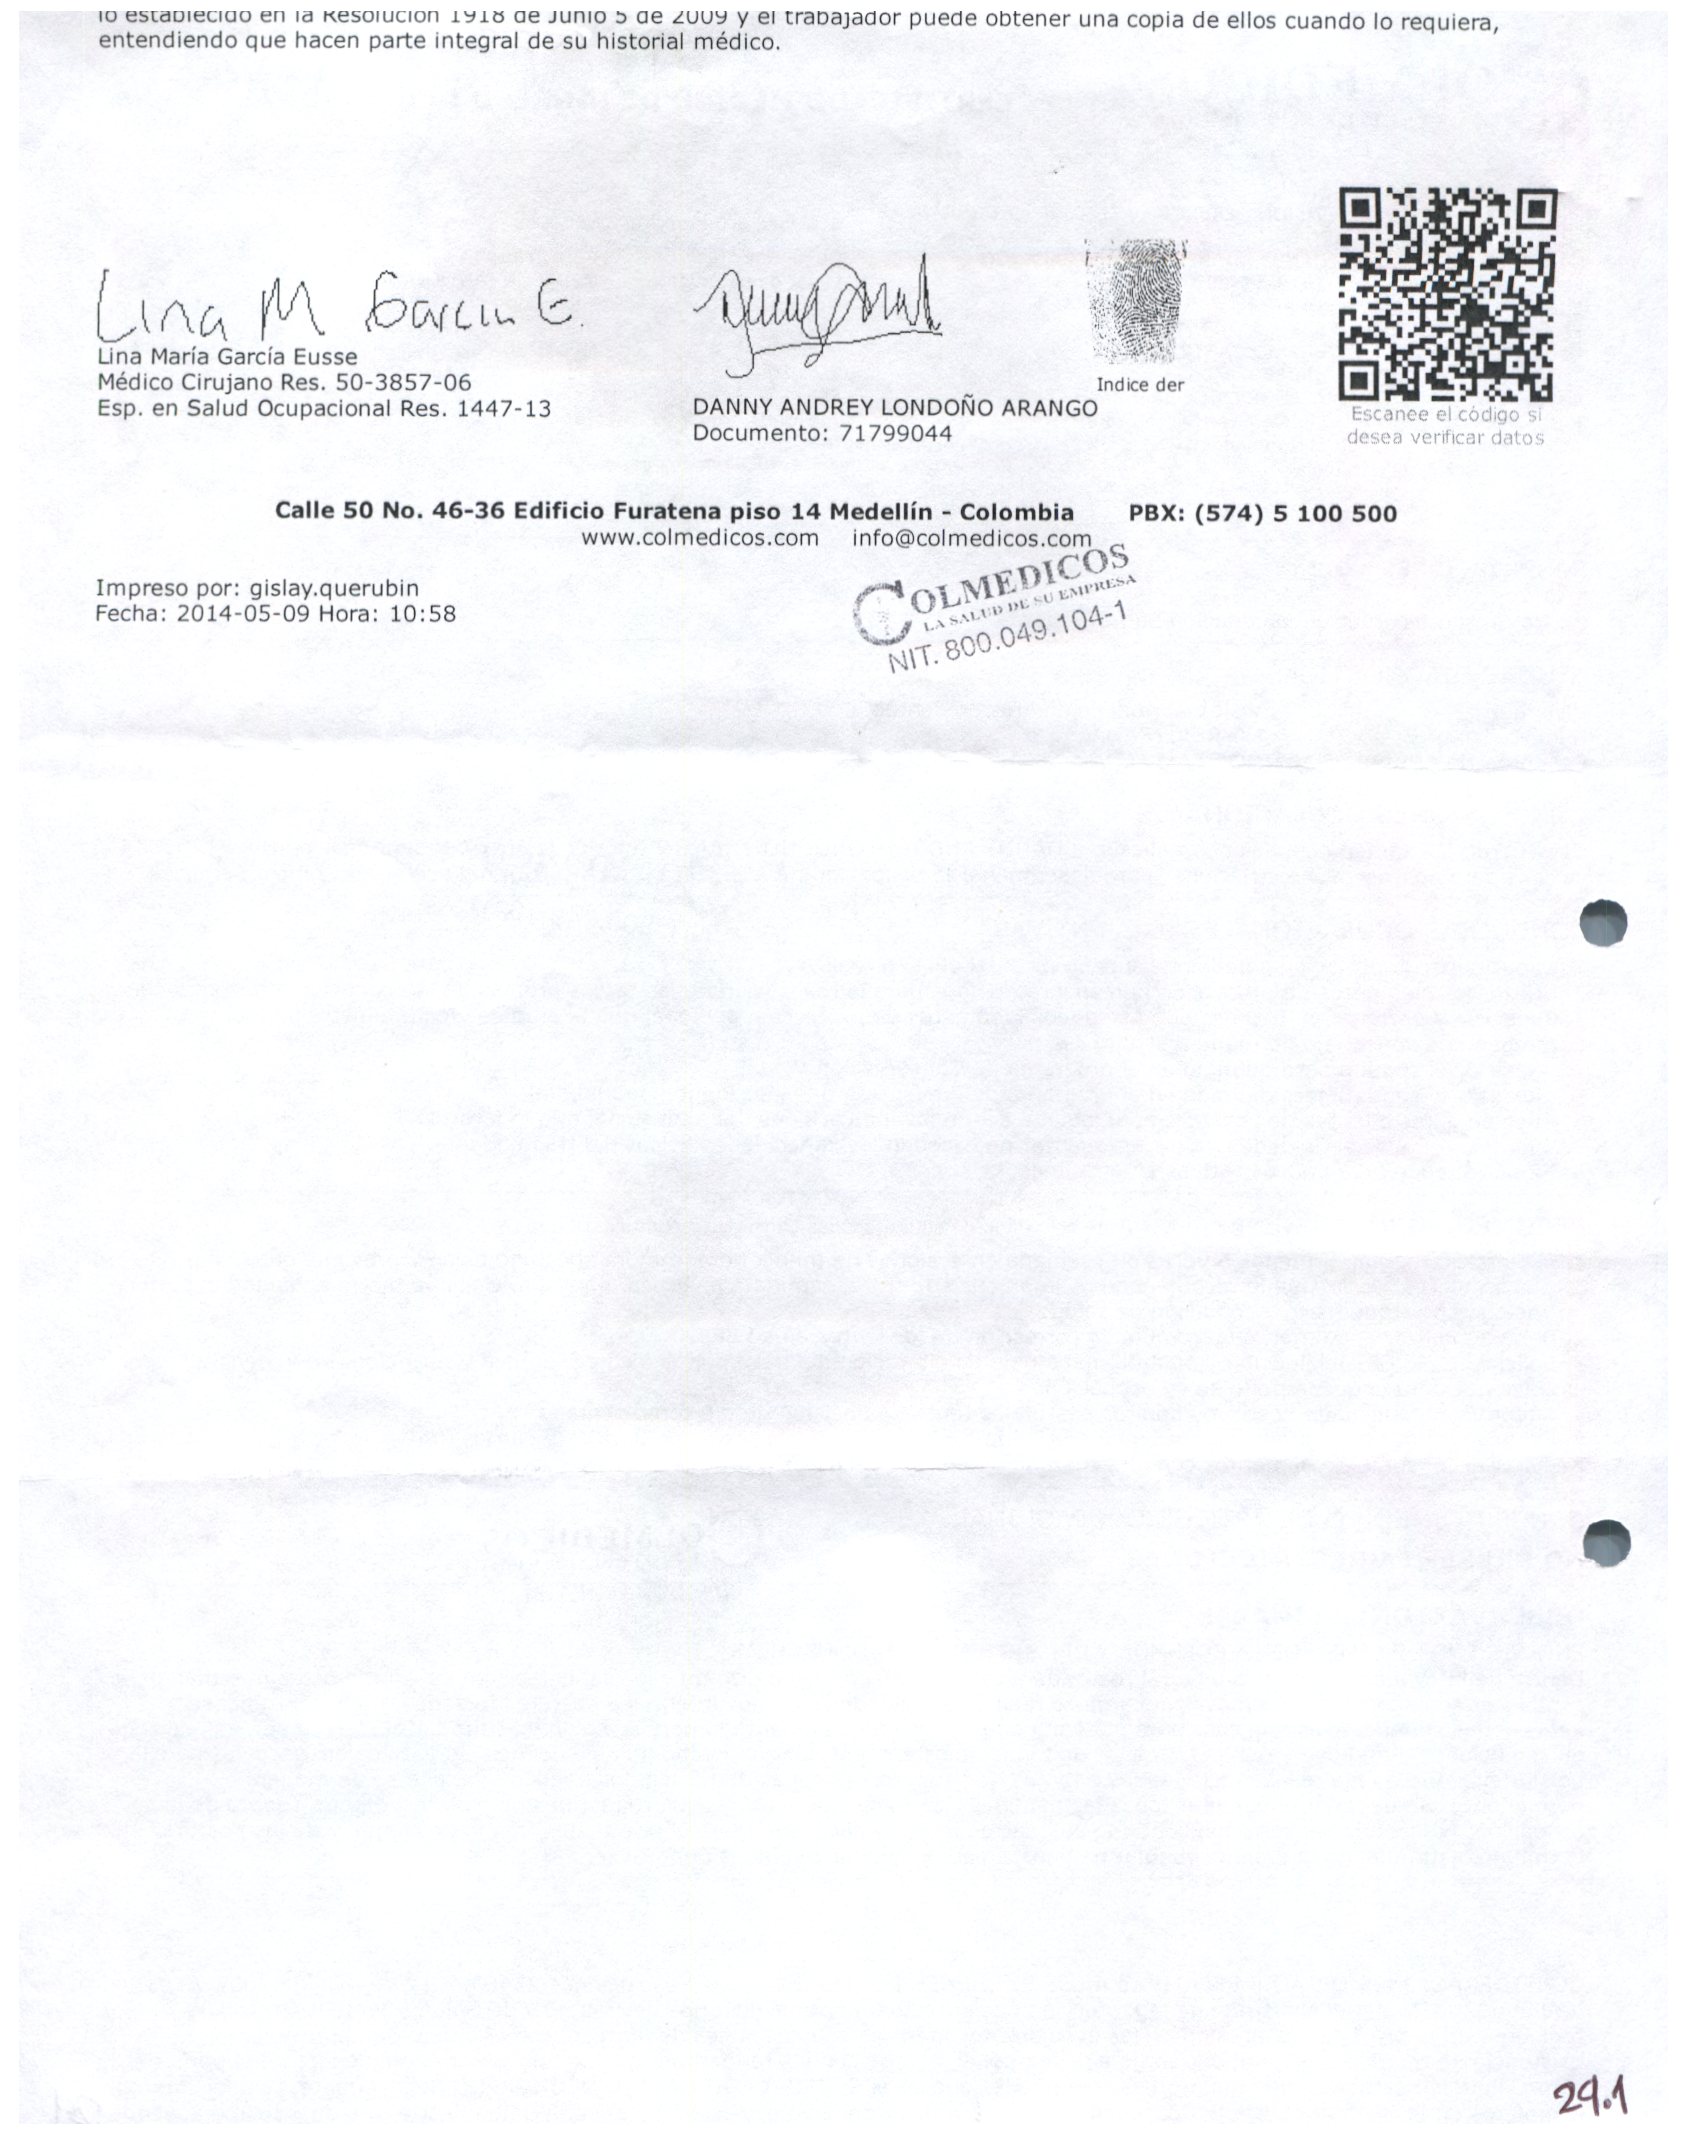 lo establecido en la Resolución 1918 de Junio 5 de 2009 y el trabajador puede obtener una copia de ellos cuando lo requiera,
entendiendo que hacen parte integral de su historial médico.
Lina M García E.
Lina María García Eusse
Médico Cirujano Res. 50-3857-06
Esp. en Salud Ocupacional Res. 1447-13
DANNY ANDREY LONDOÑO ARANGO
Documento: 71799044
Indice der
Escanee el código si
desea verificar datos
Calle 50 No. 46-36 Edificio Furatena piso 14 Medellín - Colombia PBX: (574) 5 100 500
www.colmedicos.com info@colmedicos.com
Impreso por: gislay.querubin
Fecha: 2014-05-09 Hora: 10:58
COLMEDICOS
LA SALUD DE SU EMPRESA
NIT. 800.049.104-1
29.1